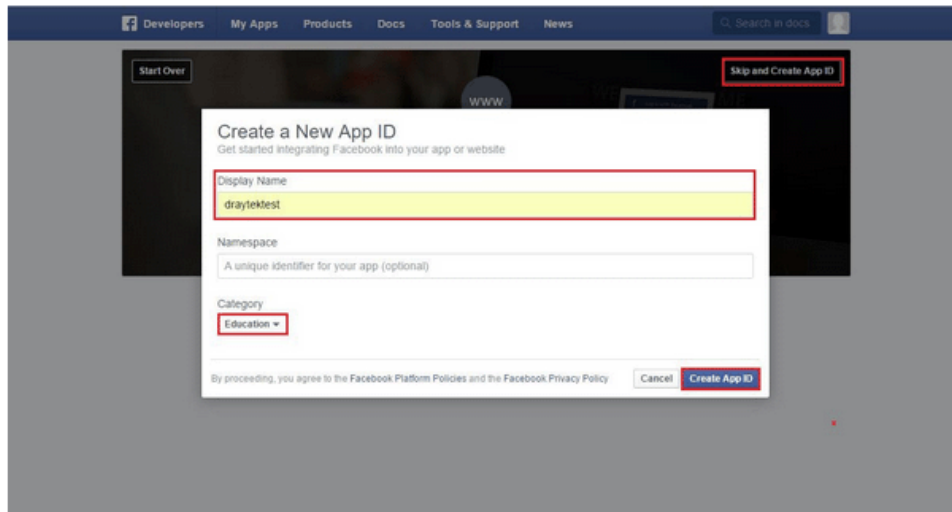 Developers My Apps Products Docs Tools & Support News Search in docs
Start Over Skip and Create App ID
www
Create a New App ID
Get started integrating Facebook into your app or website
Display Name
draytektest
Namespace
A unique identifier for your app (optional)
Category
Education
By proceeding, you agree to the Facebook Platform Policies and the Facebook Privacy Policy Cancel Create App ID